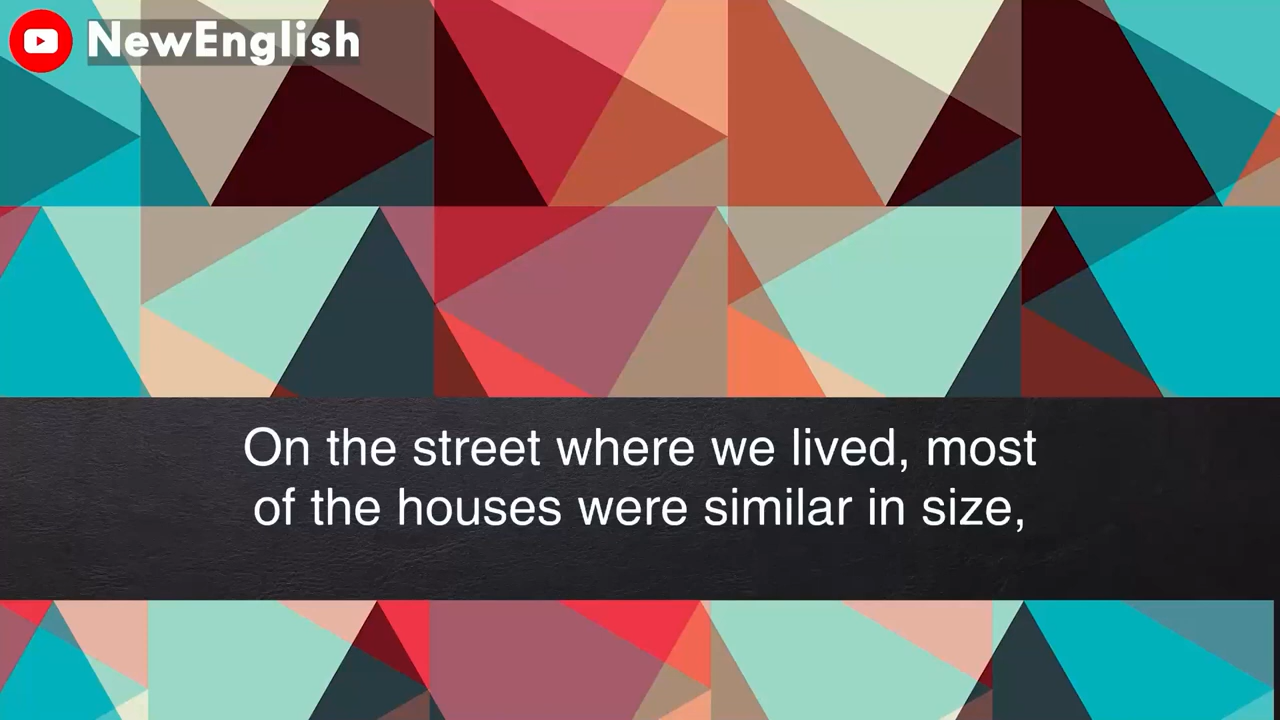 NewEnglish
On the street where we lived, most
of the houses were similar in size,